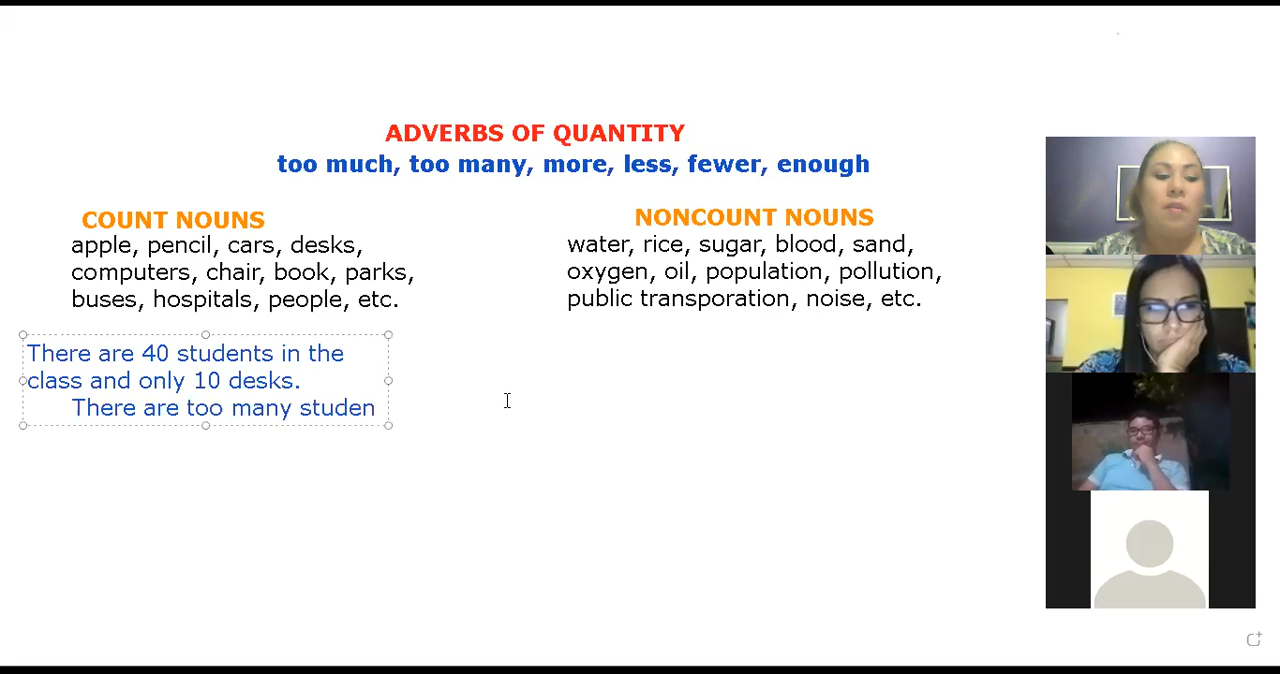 ADVERBS OF QUANTITY
too much, too many, more, less, fewer, enough
COUNT NOUNS
apple, pencil, cars, desks,
computers, chair, book, parks,
buses, hospitals, people, etc.
NONCOUNT NOUNS
water, rice, sugar, blood, sand,
oxygen, oil, population, pollution,
public transporation, noise, etc.
There are 40 students in the
class and only 10 desks.
There are too many studen